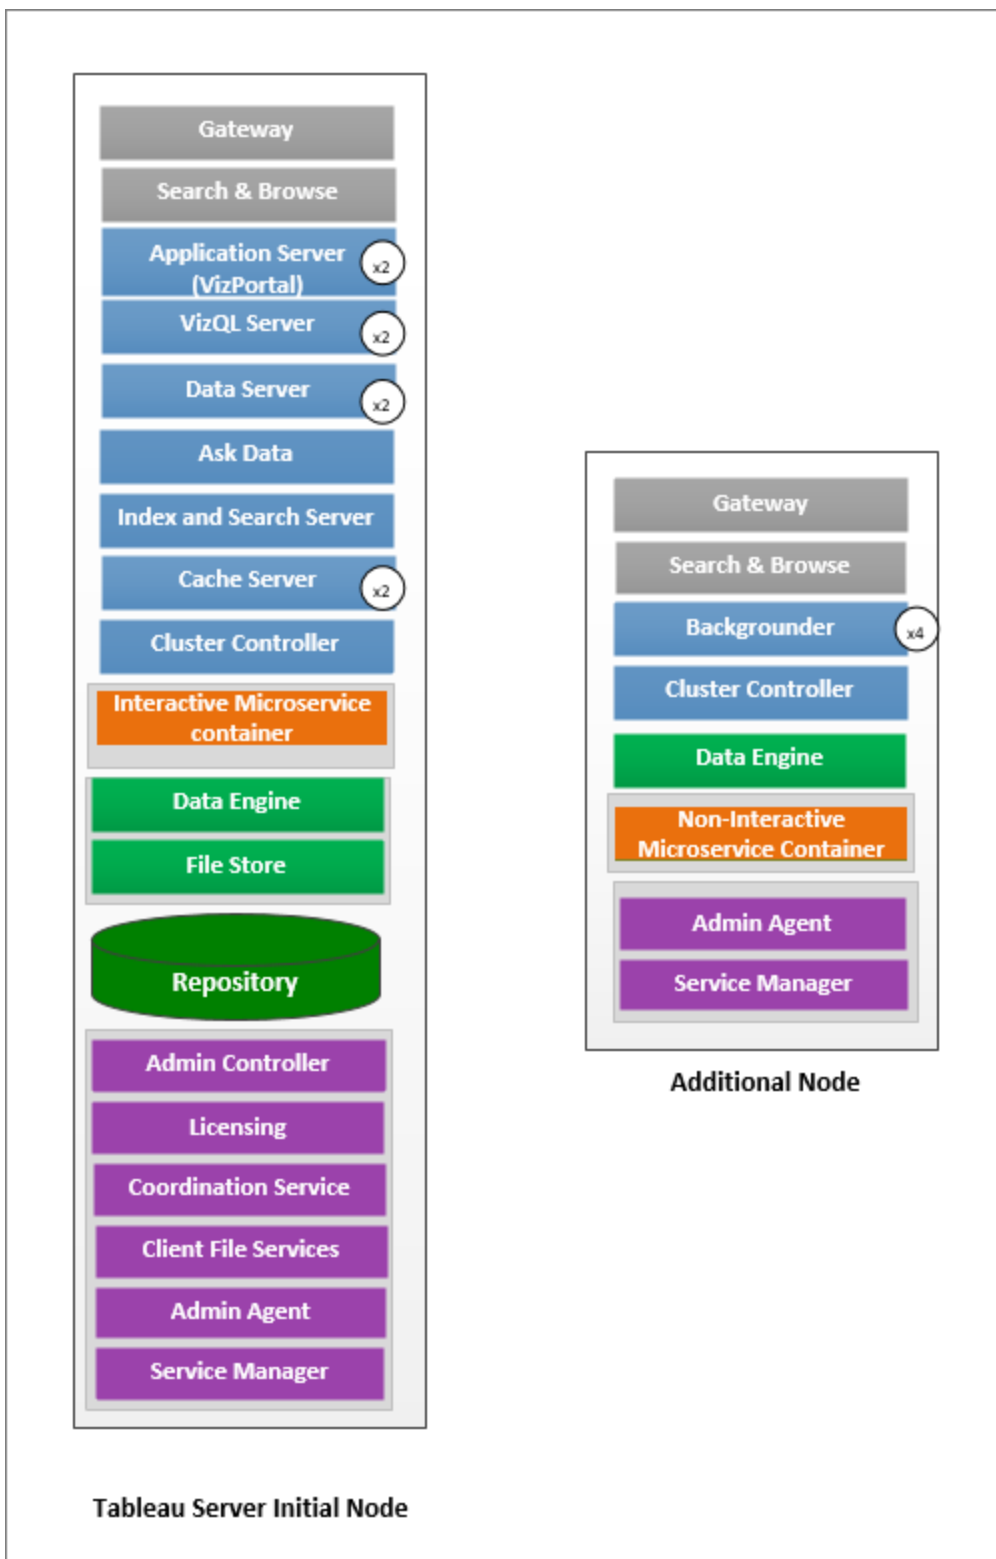 Gateway
Search & Browse
Application Server
(VizPortal)
x2
VizQL Server
x2
Data Server
x2
Ask Data
Index and Search Server
Cache Server
x2
Cluster Controller
Interactive Microservice
container
Data Engine
File Store
Repository
Admin Controller
Licensing
Coordination Service
Client File Services
Admin Agent
Service Manager
Tableau Server Initial Node
Gateway
Search & Browse
Backgrounder
x4
Cluster Controller
Data Engine
Non-Interactive
Microservice Container
Admin Agent
Service Manager
Additional Node